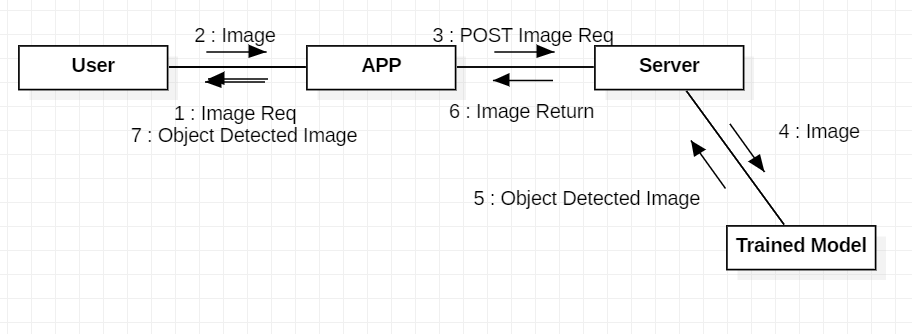 2 : Image
3 : POST Image Req
User
APP
Server
1 : Image Req
7 : Object Detected Image
6 : Image Return
4 : Image
5 : Object Detected Image
Trained Model